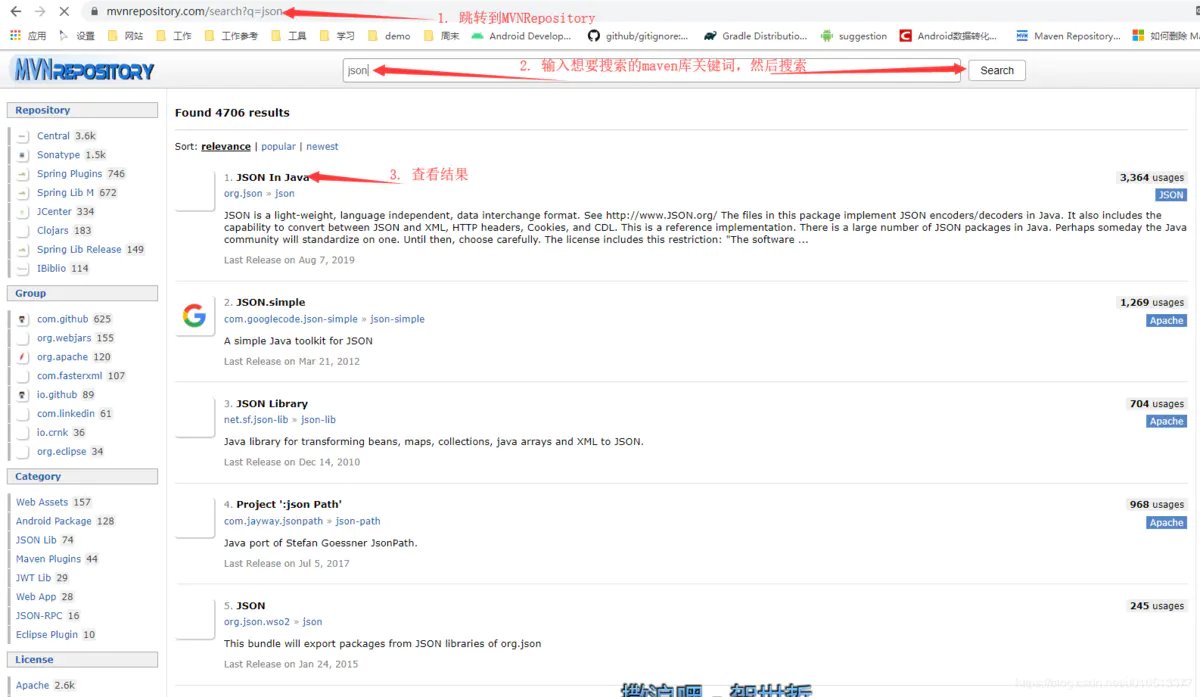 mvnrepository.com/search?q=json
1. 跳转到MVNRepository
应用 设置 网站 工作 工作参考 工具 学习 demo 周末 Android Develop... github/gitignore:... Gradle Distributio... suggestion Android数据转化... Maven Repository... 如何删除
MVNREPOSITORY
json
2. 输入想要搜索的maven库关键词，然后搜索
Search
Repository
Central 3.6k
Sonatype 1.5k
Spring Plugins 746
Spring Lib M 672
JCenter 334
Clojars 183
Spring Lib Release 149
IBiblio 114
Group
com.github 625
org.webjars 155
org.apache 120
com.fasterxml 107
io.github 89
com.linkedin 61
io.crnk 36
org.eclipse 34
Category
Web Assets 157
Android Package 128
JSON Lib 74
Maven Plugins 44
JWT Lib 29
Web App 28
JSON-RPC 16
Eclipse Plugin 10
License
Apache 2.6k
Found 4706 results
Sort: relevance | popular | newest
1. JSON In Java
3. 查看结果
3,364 usages
org.json » json
JSON
JSON is a light-weight, language independent, data interchange format. See http://www.JSON.org/ The files in this package implement JSON encoders/decoders in Java. It also includes the
capability to convert between JSON and XML, HTTP headers, Cookies, and CDL. This is a reference implementation. There is a large number of JSON packages in Java. Perhaps someday the Java
community will standardize on one. Until then, choose carefully. The license includes this restriction: "The software ...
Last Release on Aug 7, 2019
2. JSON.simple
1,269 usages
com.googlecode.json-simple » json-simple
Apache
A simple Java toolkit for JSON
Last Release on Mar 21, 2012
3. JSON Library
704 usages
net.sf.json-lib » json-lib
Apache
Java library for transforming beans, maps, collections, java arrays and XML to JSON.
Last Release on Dec 14, 2010
4. Project ':json Path'
968 usages
com.jayway.jsonpath » json-path
Apache
Java port of Stefan Goessner JsonPath.
Last Release on Jul 5, 2017
5. JSON
245 usages
org.json.wso2 » json
This bundle will export packages from JSON libraries of org.json
Last Release on Jan 24, 2015